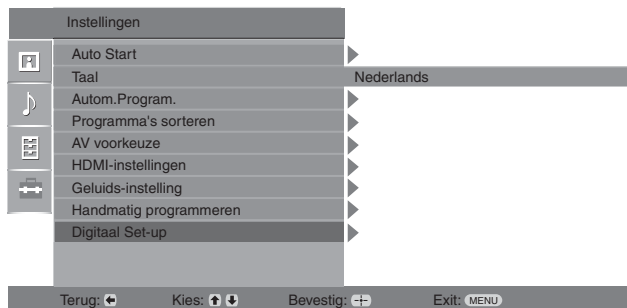 Instellingen
Auto Start
Taal Nederlands
Autom.Program.
Programma's sorteren
AV voorkeuze
HDMI-instellingen
Geluids-instelling
Handmatig programmeren
Digitaal Set-up
Terug: Kies: Bevestig: Exit: MENU